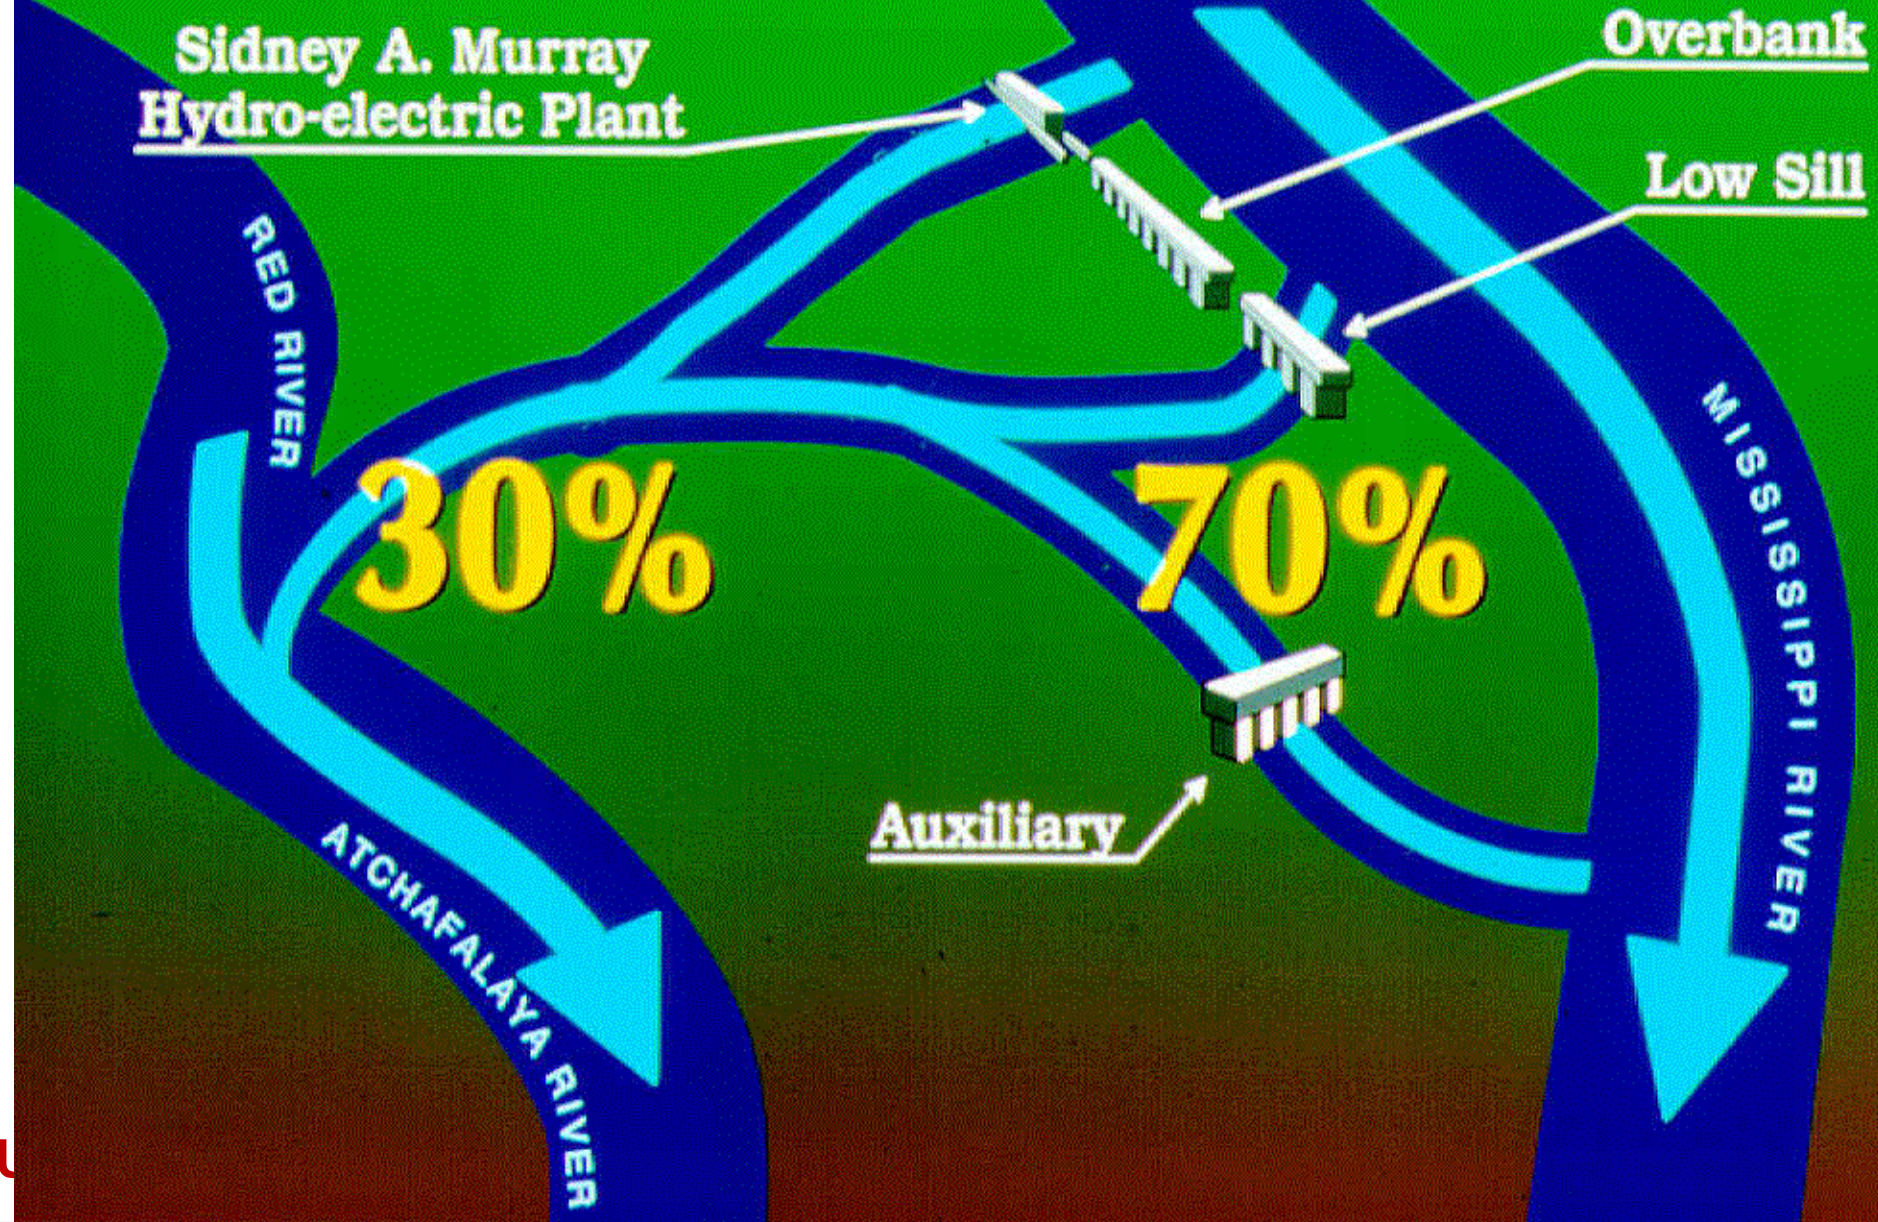 Sidney A. Murray
Hydro-electric Plant
Overbank
Low Sill
RED RIVER
MISSISSIPPI RIVER
30%
70%
Auxiliary
ATCHAFALAYA RIVER